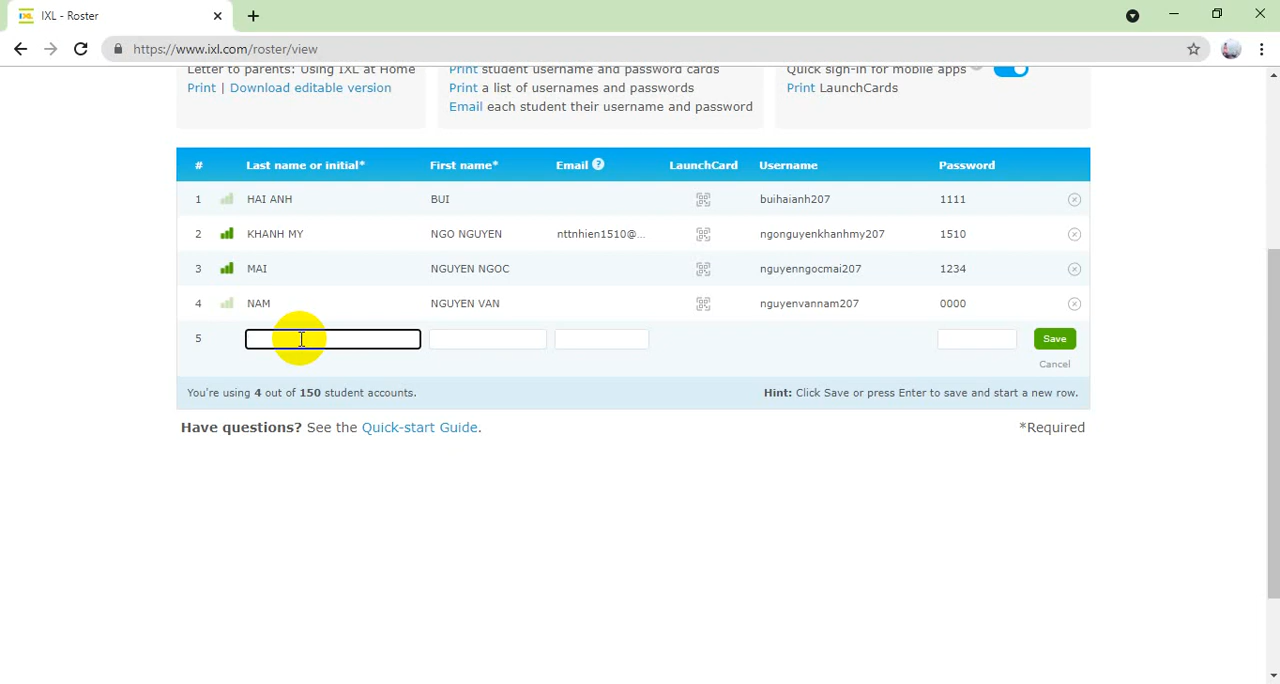 IXL - Roster
https://www.ixl.com/roster/view
Letter to parents: Using IXL at Home
Print | Download editable version
Print student username and password cards
Print a list of usernames and passwords
Email each student their username and password
Quick sign-in for mobile apps
Print LaunchCards
# Last name or initial* First name* Email ? LaunchCard Username Password
1 HAI ANH BUI buihaianh207 1111
2 KHANH MY NGO NGUYEN nttnhien1510@... ngonguyenkhanhmy207 1510
3 MAI NGUYEN NGOC nguyenngocmai207 1234
4 NAM NGUYEN VAN nguyenvannam207 0000
5 Save
Cancel
You're using 4 out of 150 student accounts. Hint: Click Save or press Enter to save and start a new row.
Have questions? See the Quick-start Guide. *Required